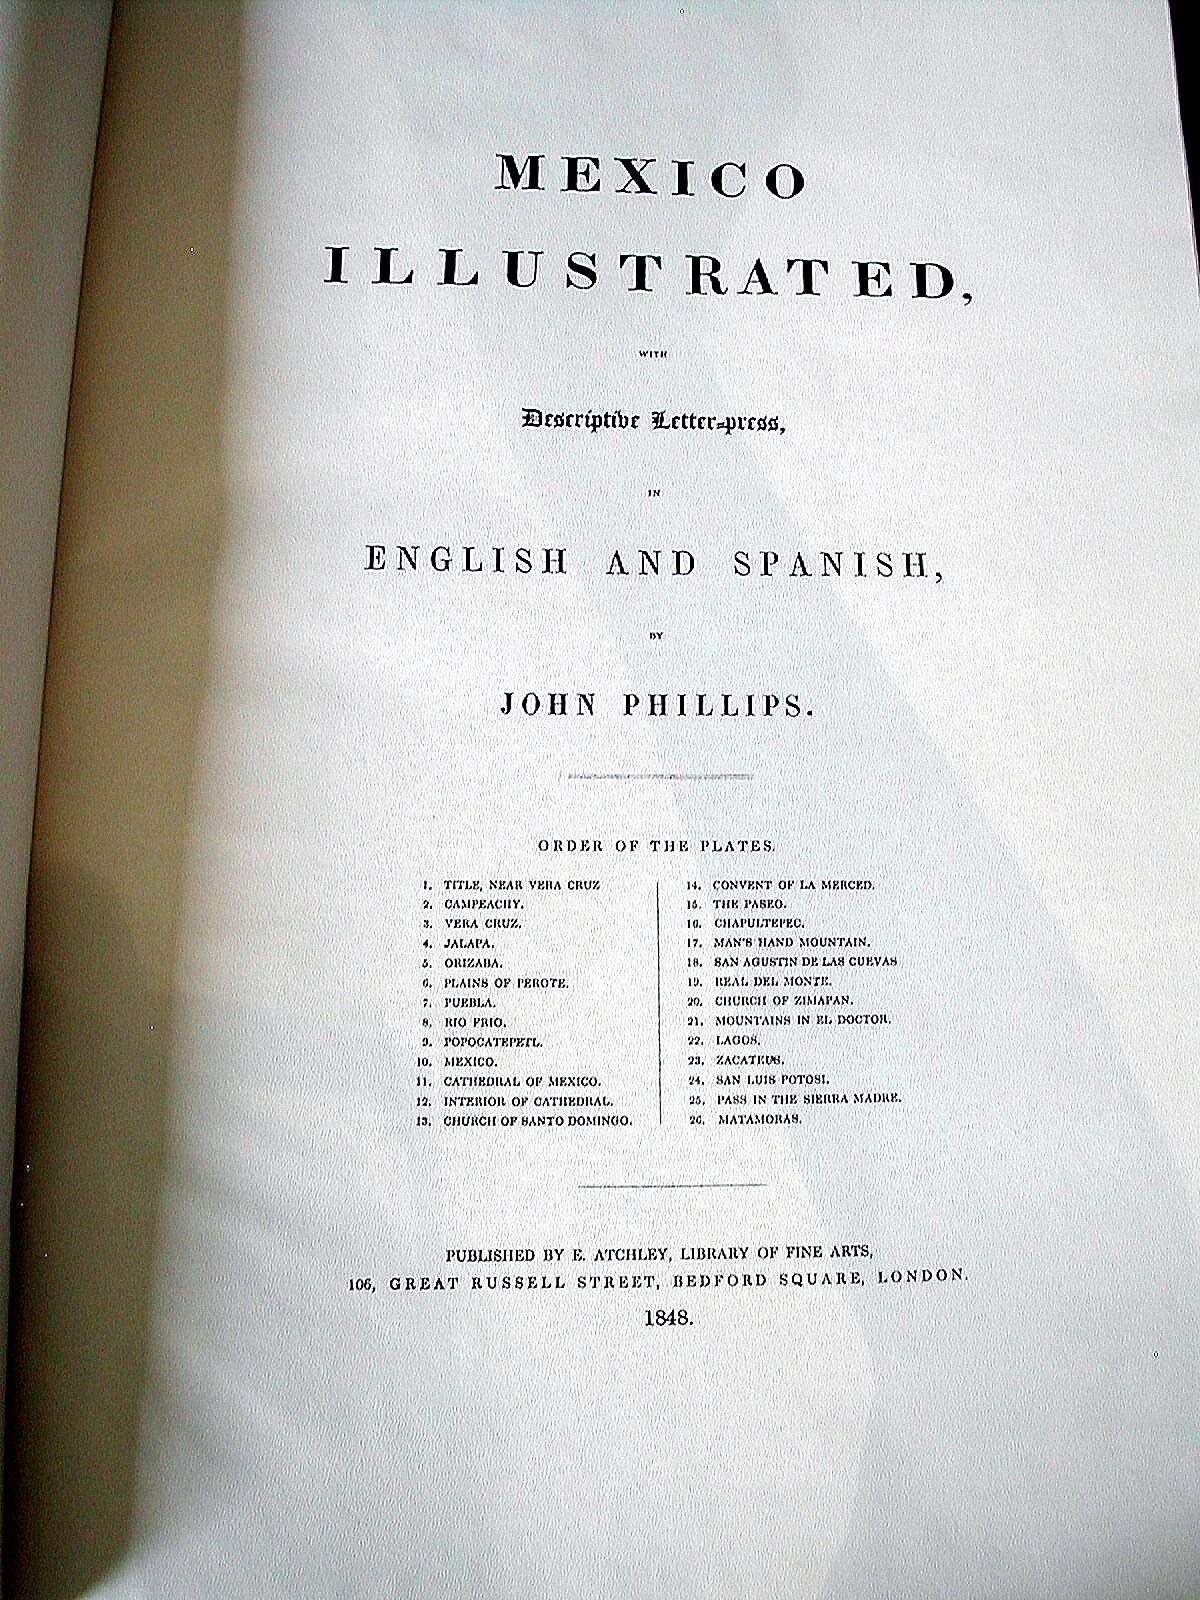 MEXICO
ILLUSTRATED,
WITH
Descriptive Letter-press,
IN
ENGLISH AND SPANISH,
BY
JOHN PHILLIPS.
ORDER OF THE PLATES.
1. TITLE, NEAR VERA CRUZ
2. CAMPEACHY.
3. VERA CRUZ.
4. JALAPA.
5. ORIZABA.
6. PLAINS OF PEROTE.
7. PUEBLA.
8. RIO FRIO.
9. POPOCATEPETL.
10. MEXICO.
11. CATHEDRAL OF MEXICO.
12. INTERIOR OF CATHEDRAL.
13. CHURCH OF SANTO DOMINGO.
14. CONVENT OF LA MERCED.
15. THE PASEO.
16. CHAPULTEPEC.
17. MAN'S HAND MOUNTAIN.
18. SAN AGUSTIN DE LAS CUEVAS
19. REAL DEL MONTE.
20. CHURCH OF ZIMAPAN.
21. MOUNTAINS IN EL DOCTOR.
22. LAGOS.
23.
24. SAN LUIS POTOSI.
25. PASS IN THE SIERRA MADRE.
26. MATAMORAS.
PUBLISHED BY E. ATCHLEY, LIBRARY OF FINE ARTS,
106, GREAT RUSSELL STREET, BEDFORD SQUARE, LONDON.
1848.